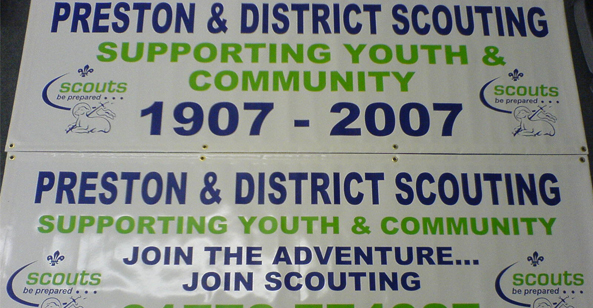 PRESTON & DISTRICT SCOUTING
SUPPORTING YOUTH &
COMMUNITY
scouts
be prepared...
scouts
be prepared...
1907 - 2007
PRESTON & DISTRICT SCOUTING
SUPPORTING YOUTH & COMMUNITY
JOIN THE ADVENTURE...
JOIN SCOUTING
scouts
be prepared...
scouts
be prepared...